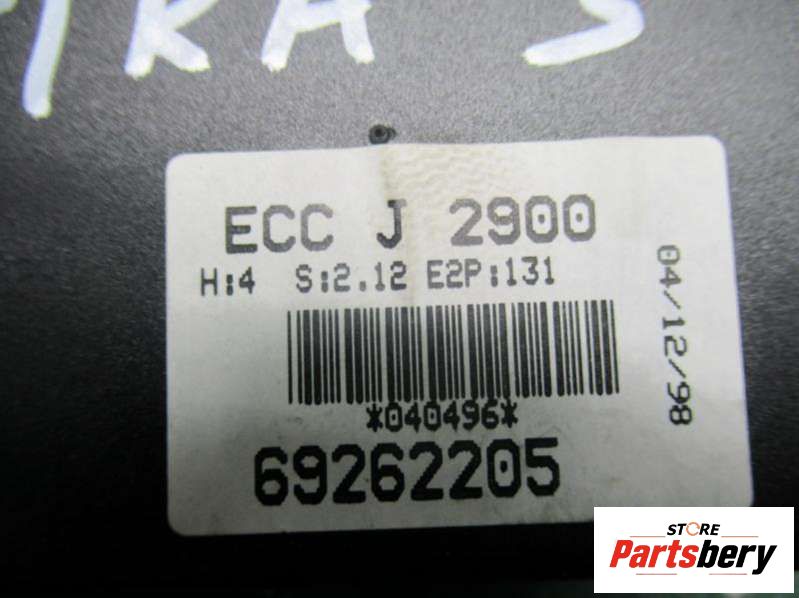 ECC J 2900
H:4 S:2.12 E2P:131
04/12/98
*040496*
69262205
STORE
Partsbery